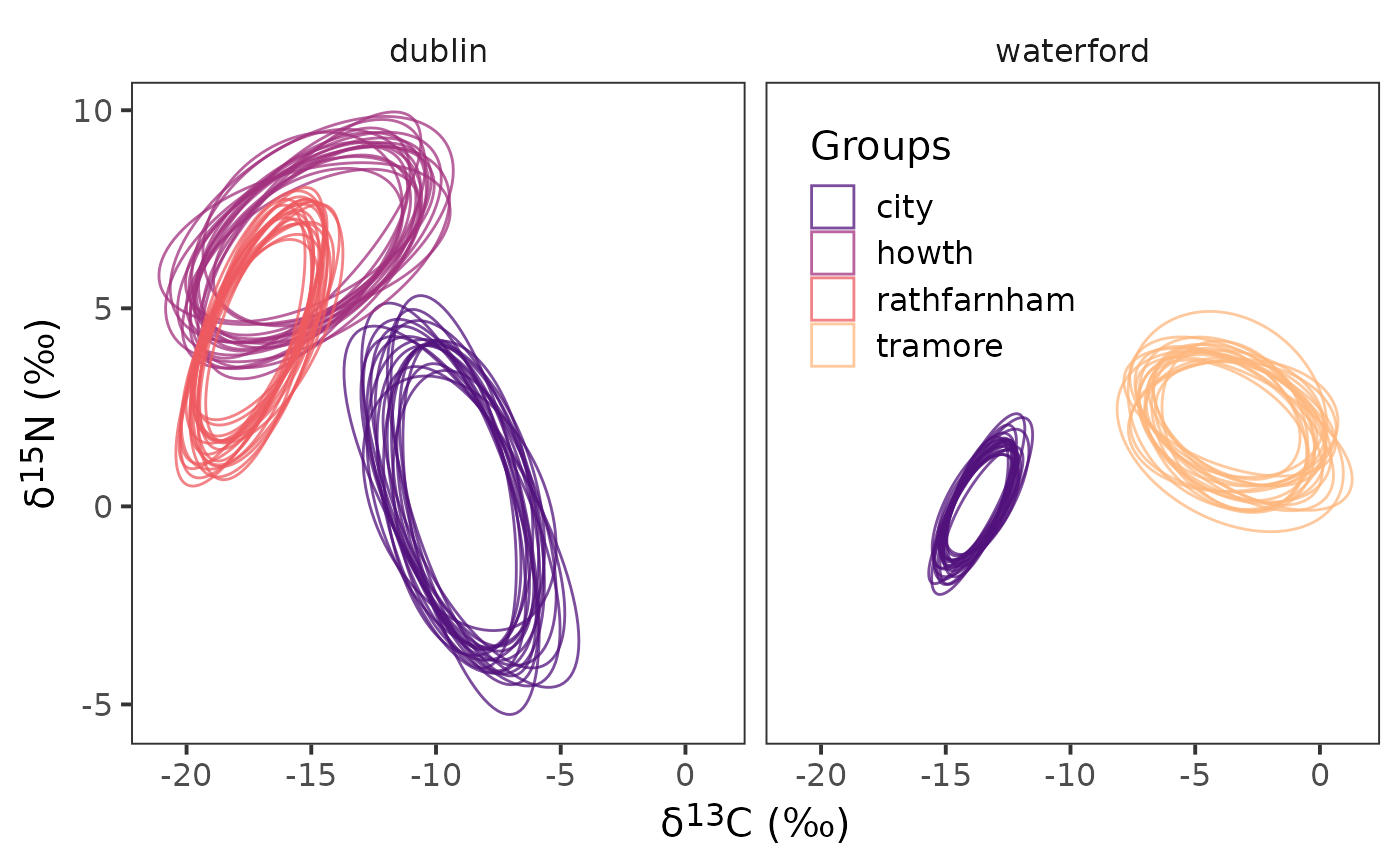 dublin
waterford
10
5
0
-5
δ15N (‰)
Groups
city
howth
rathfarnham
tramore
-20 -15 -10 -5 0
-20 -15 -10 -5 0
δ13C (‰)